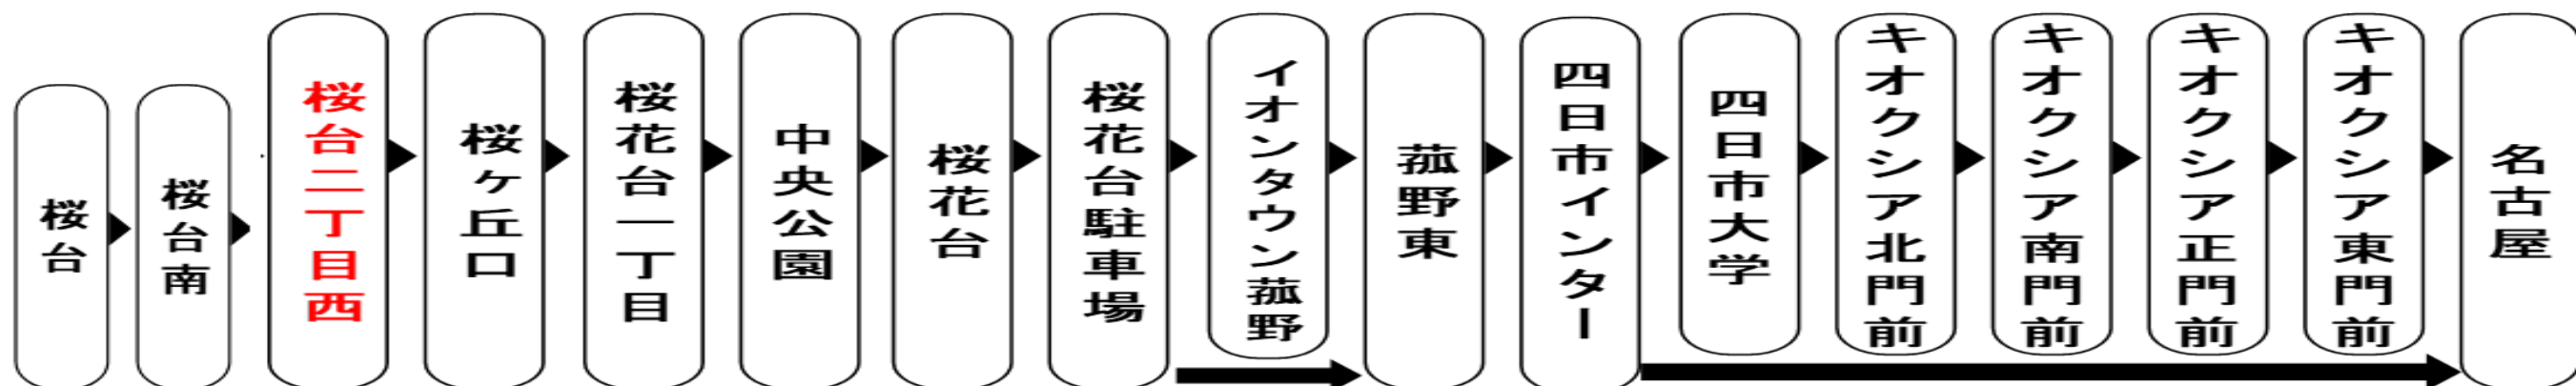 桜台
桜台南
桜台二丁目西
桜ヶ丘口
桜花台一丁目
中央公園
桜花台
桜花台駐車場
イオンタウン菰野
菰野東
四日市インター
四日市大学
キオクシア北門前
キオクシア南門前
キオクシア正門前
キオクシア東門前
名古屋